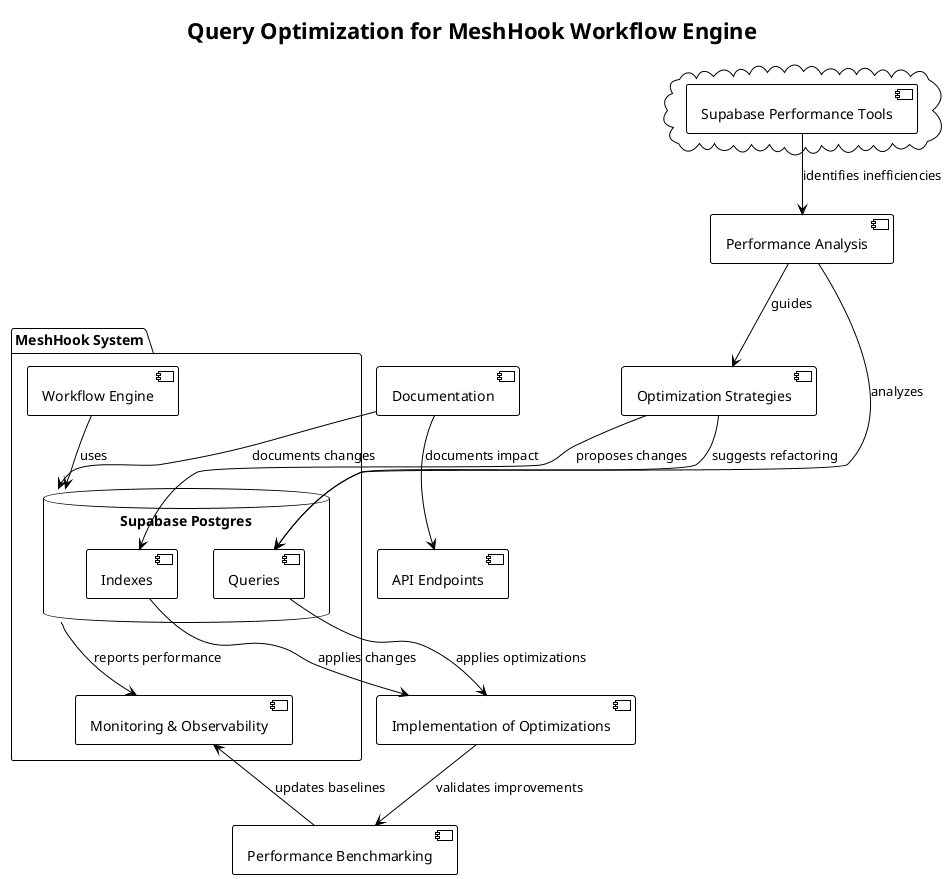 Query Optimization for MeshHook Workflow Engine
Supabase Performance Tools
identifies inefficiencies
Performance Analysis
guides
MeshHook System
Workflow Engine
Documentation
Optimization Strategies
analyzes
uses
documents changes
documents impact
proposes changes
suggests refactoring
Supabase Postgres
Indexes
Queries
API Endpoints
reports performance
applies changes
applies optimizations
Monitoring & Observability
Implementation of Optimizations
updates baselines
validates improvements
Performance Benchmarking